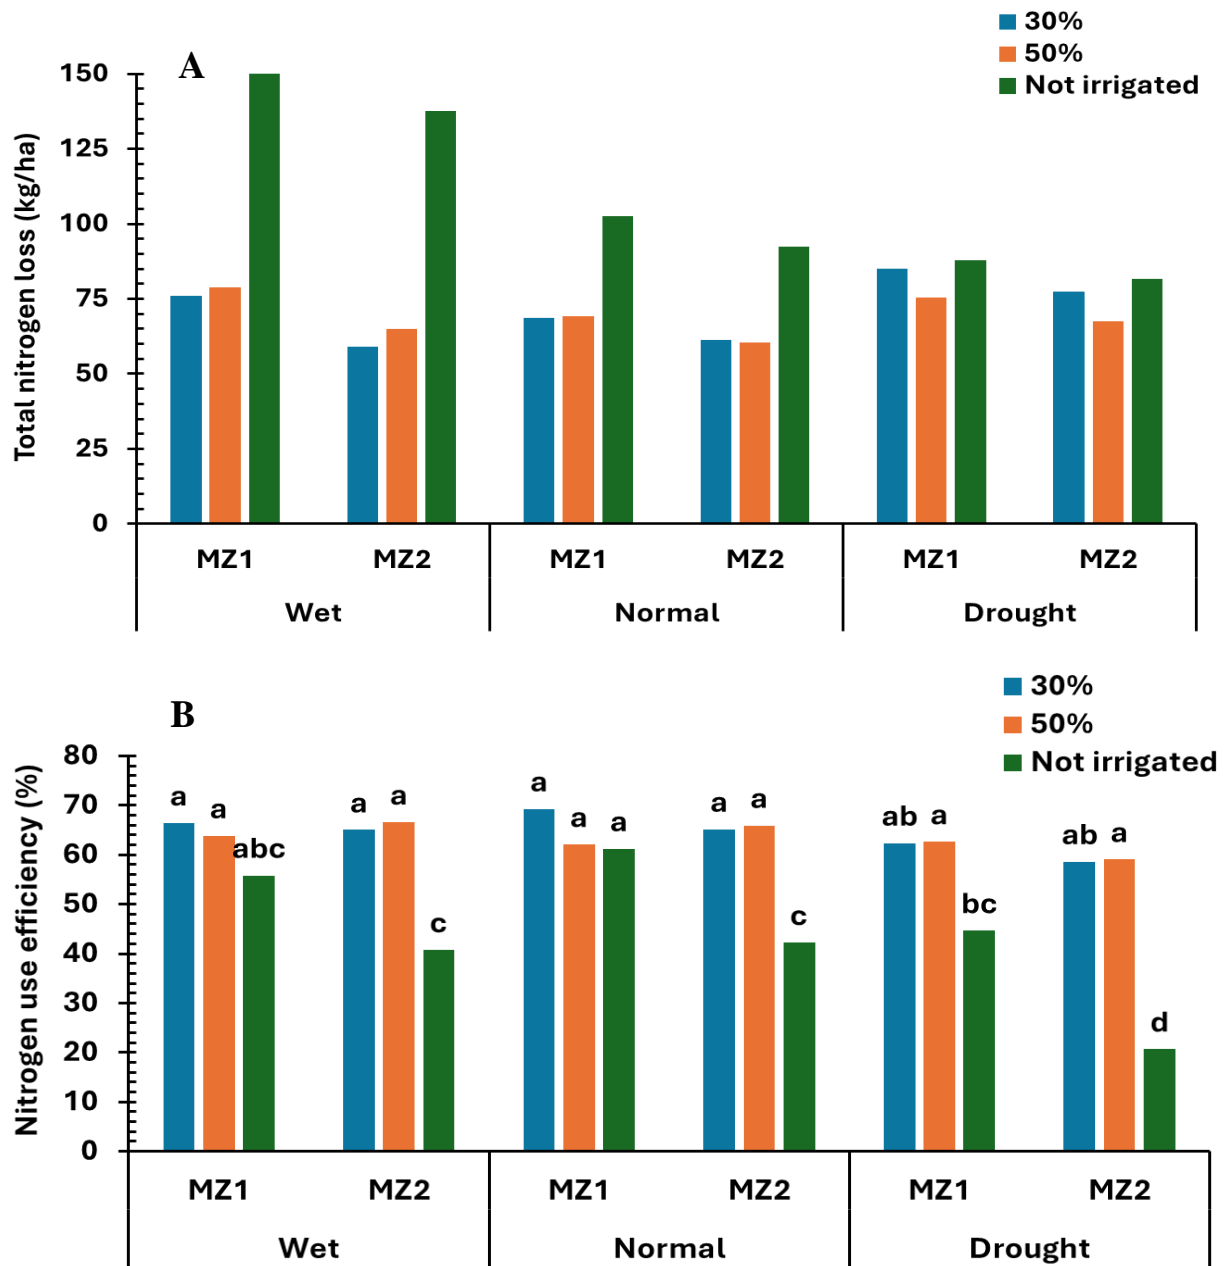 30%
50%
Not irrigated
A
Total nitrogen loss (kg/ha)
150
125
100
75
50
25
0
MZ1 MZ2 MZ1 MZ2 MZ1 MZ2
Wet Normal Drought
30%
50%
Not irrigated
B
Nitrogen use efficiency (%)
80
70
60
50
40
30
20
10
0
a a abc a a c a a a a a c ab a bc ab a d
MZ1 MZ2 MZ1 MZ2 MZ1 MZ2
Wet Normal Drought